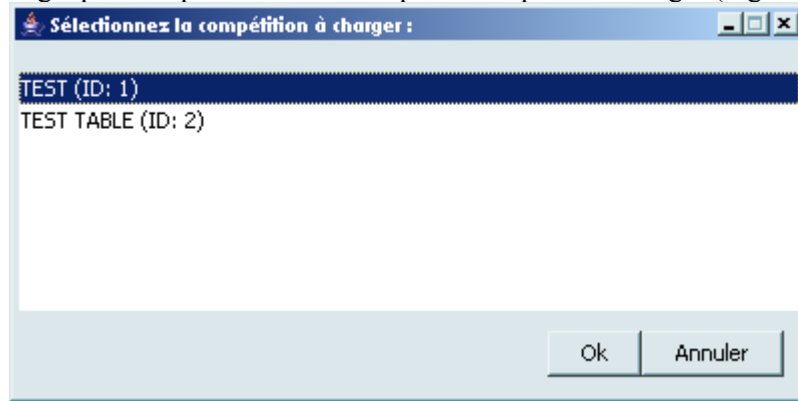 Sélectionnez la compétition à charger :
TEST (ID: 1)
TEST TABLE (ID: 2)
Ok
Annuler